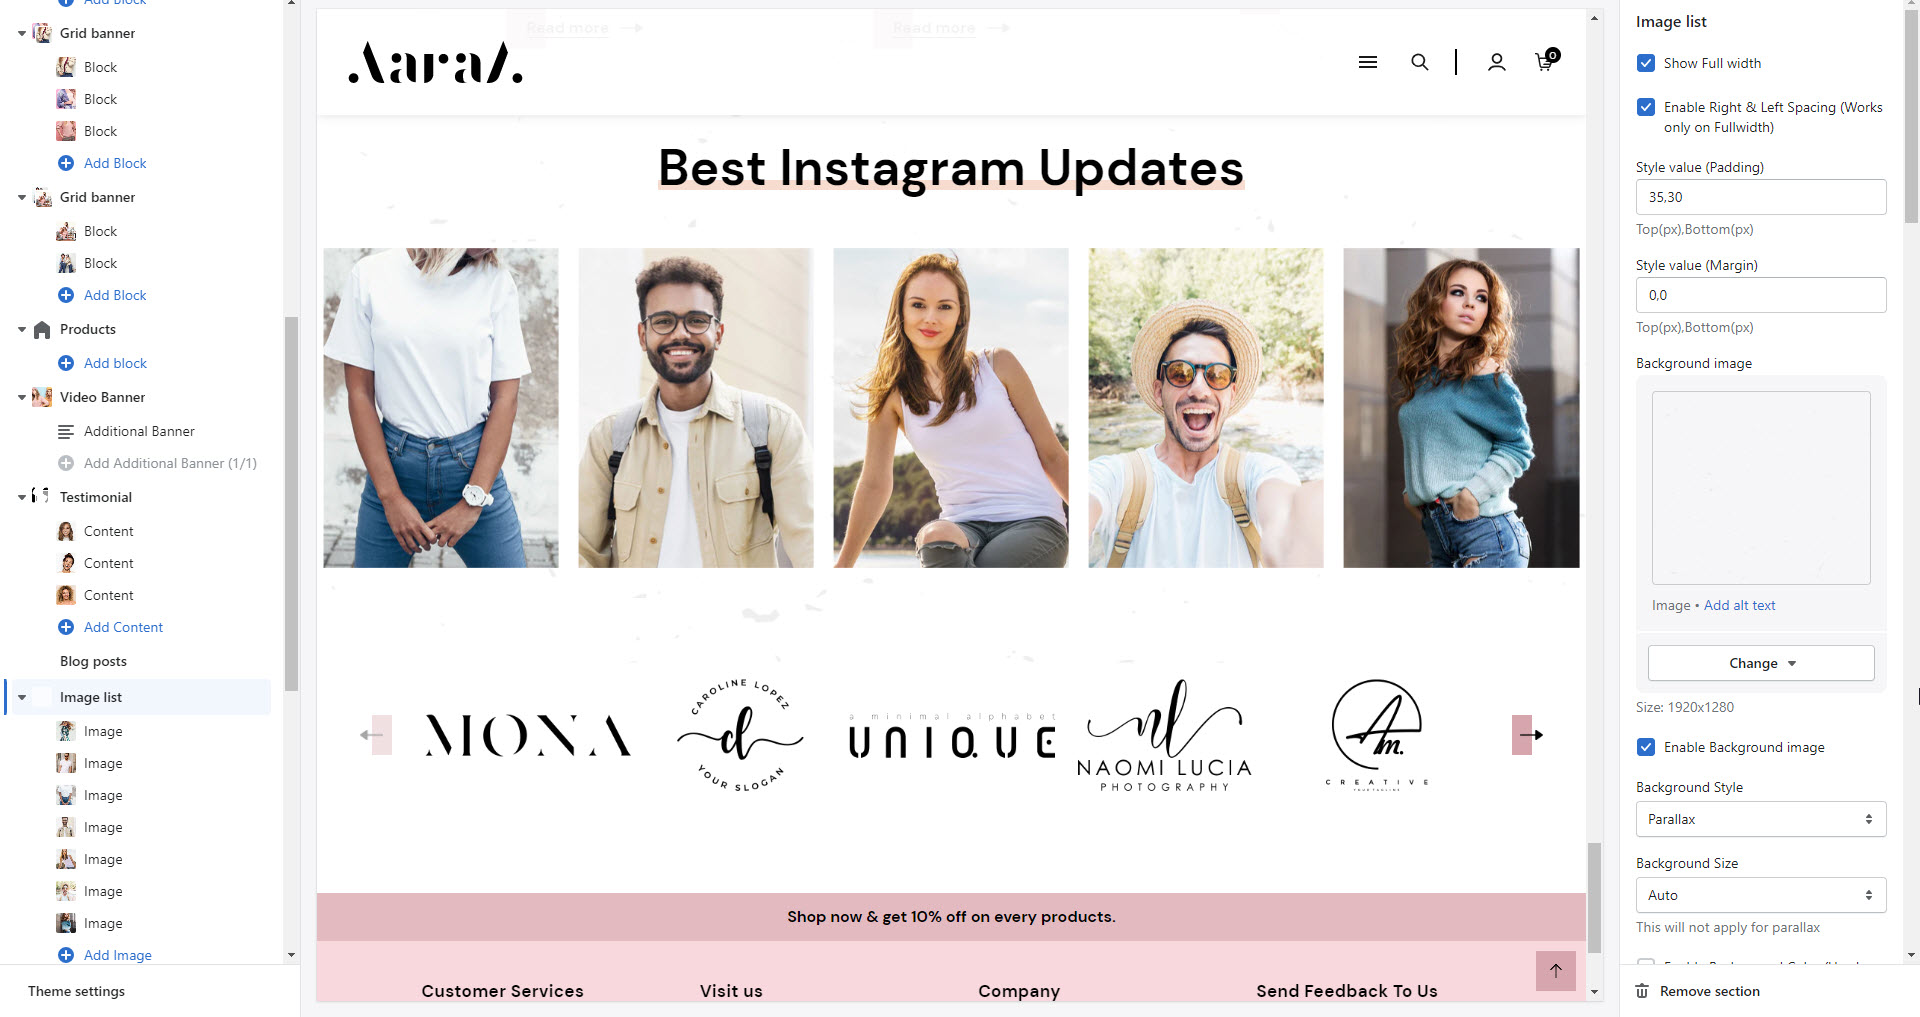 Add Block
Grid banner
Block
Block
Block
Add Block
Grid banner
Block
Block
Add Block
Products
Add block
Video Banner
Additional Banner
Add Additional Banner (1/1)
Testimonial
Content
Content
Content
Add Content
Blog posts
Image list
Image
Image
Image
Image
Image
Image
Image
Add Image
Theme settings
Read more
Read more
Aaral.
0
Best Instagram Updates
MONA
CAROLINE LOPEZ
YOUR SLOGAN
a minimal alphabet
UNIQUE
nl
NAOMI LUCIA
PHOTOGRAPHY
Am.
CREATIVE
Shop now & get 10% off on every products.
Customer Services
Visit us
Company
Send Feedback To Us
Image list
Show Full width
Enable Right & Left Spacing (Works
only on Fullwidth)
Style value (Padding)
35,30
Top(px),Bottom(px)
Style value (Margin)
0,0
Top(px),Bottom(px)
Background image
Image • Add alt text
Change
Size: 1920x1280
Enable Background image
Background Style
Parallax
Background Size
Auto
This will not apply for parallax
Remove section